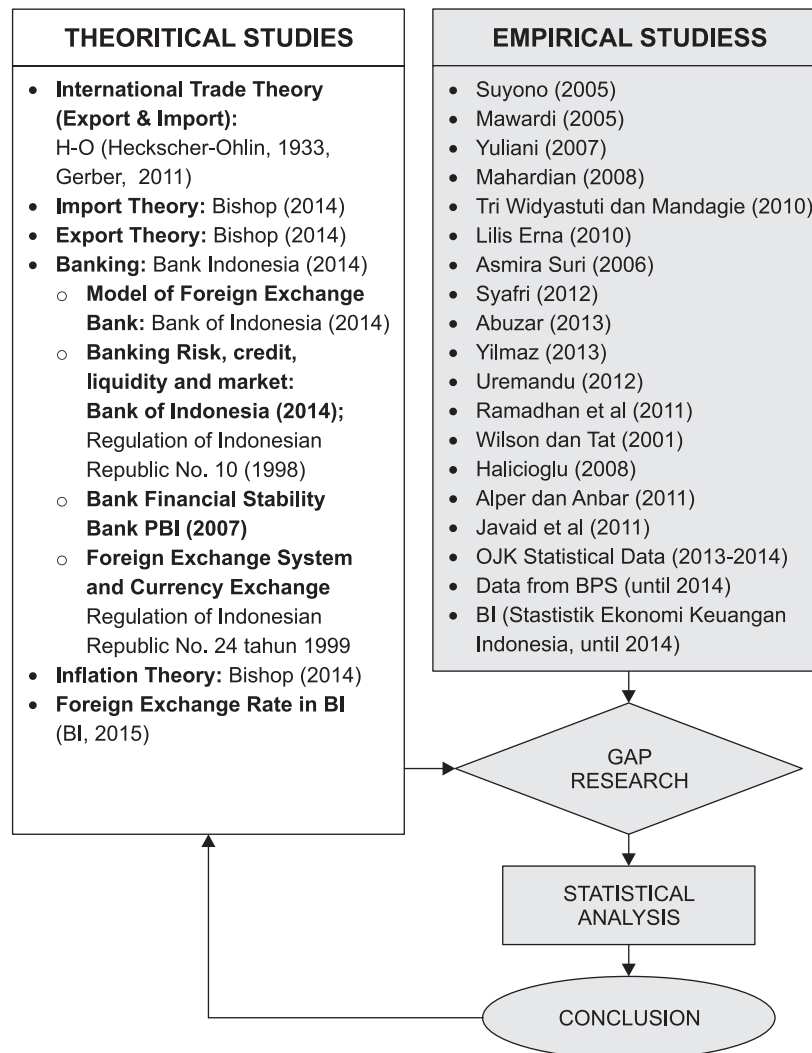 THEORITICAL STUDIES
• International Trade Theory
(Export & Import):
H-O (Heckscher-Ohlin, 1933,
Gerber, 2011)
• Import Theory: Bishop (2014)
• Export Theory: Bishop (2014)
• Banking: Bank Indonesia (2014)
○ Model of Foreign Exchange
Bank: Bank of Indonesia (2014)
○ Banking Risk, credit,
liquidity and market:
Bank of Indonesia (2014);
Regulation of Indonesian
Republic No. 10 (1998)
○ Bank Financial Stability
Bank PBI (2007)
○ Foreign Exchange System
and Currency Exchange
Regulation of Indonesian
Republic No. 24 tahun 1999
• Inflation Theory: Bishop (2014)
• Foreign Exchange Rate in BI
(BI, 2015)
EMPIRICAL STUDIESS
• Suyono (2005)
• Mawardi (2005)
• Yuliani (2007)
• Mahardian (2008)
• Tri Widyastuti dan Mandagie (2010)
• Lilis Erna (2010)
• Asmira Suri (2006)
• Syafri (2012)
• Abuzar (2013)
• Yilmaz (2013)
• Uremandu (2012)
• Ramadhan et al (2011)
• Wilson dan Tat (2001)
• Halicioglu (2008)
• Alper dan Anbar (2011)
• Javaid et al (2011)
• OJK Statistical Data (2013-2014)
• Data from BPS (until 2014)
• BI (Stastistik Ekonomi Keuangan
Indonesia, until 2014)
GAP
RESEARCH
STATISTICAL
ANALYSIS
CONCLUSION